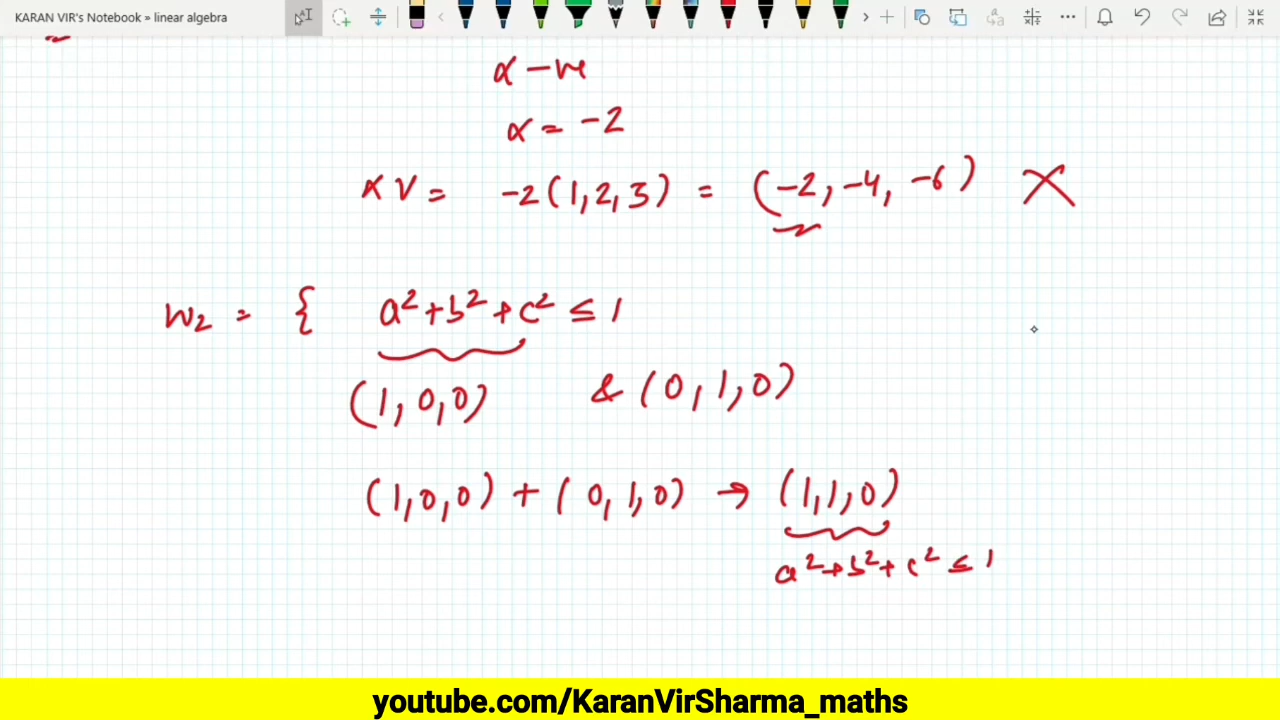 KARAN VIR's Notebook » linear algebra
α -ve
α = -2
αV = -2(1,2,3) = (-2, -4, -6) X
W₂ = { a² + b² + c² ≤ 1
(1,0,0) & (0,1,0)
(1,0,0) + (0,1,0) → (1,1,0)
a² + b² + c² ≤ 1
youtube.com/KaranVirSharma_maths